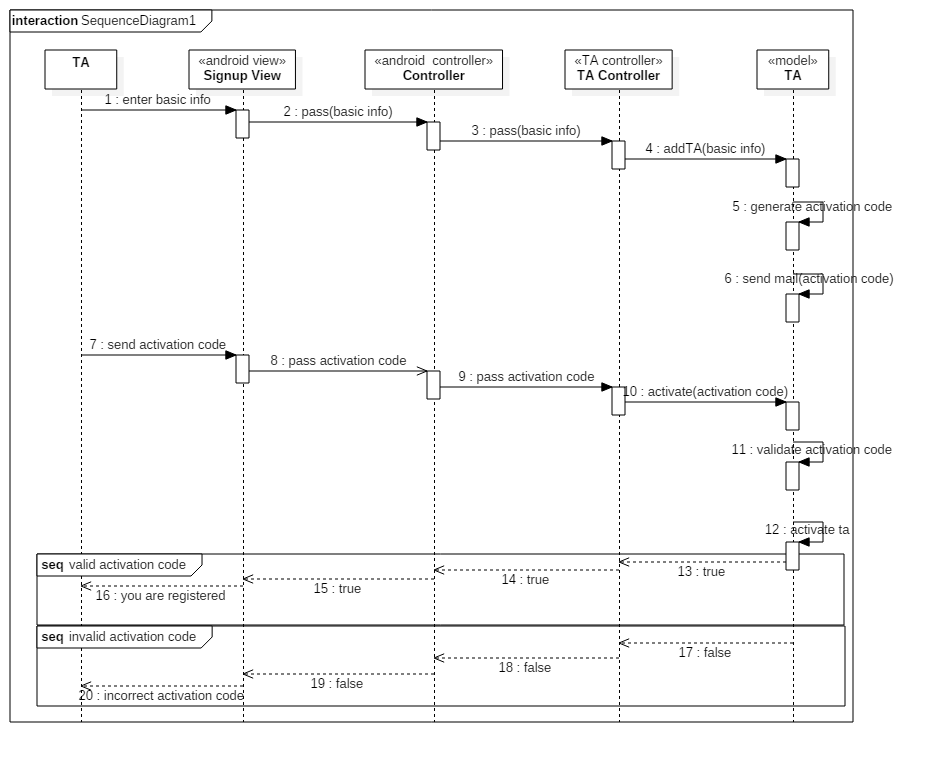 interaction SequenceDiagram1
TA
«android view»
Signup View
«android  controller»
Controller
«TA controller»
TA Controller
«model»
TA
1 : enter basic info
2 : pass(basic info)
3 : pass(basic info)
4 : addTA(basic info)
5 : generate activation code
6 : send mail(activation code)
7 : send activation code
8 : pass activation code
9 : pass activation code
10 : activate(activation code)
11 : validate activation code
12 : activate ta
seq valid activation code
13 : true
14 : true
15 : true
16 : you are registered
seq invalid activation code
17 : false
18 : false
19 : false
20 : incorrect activation code